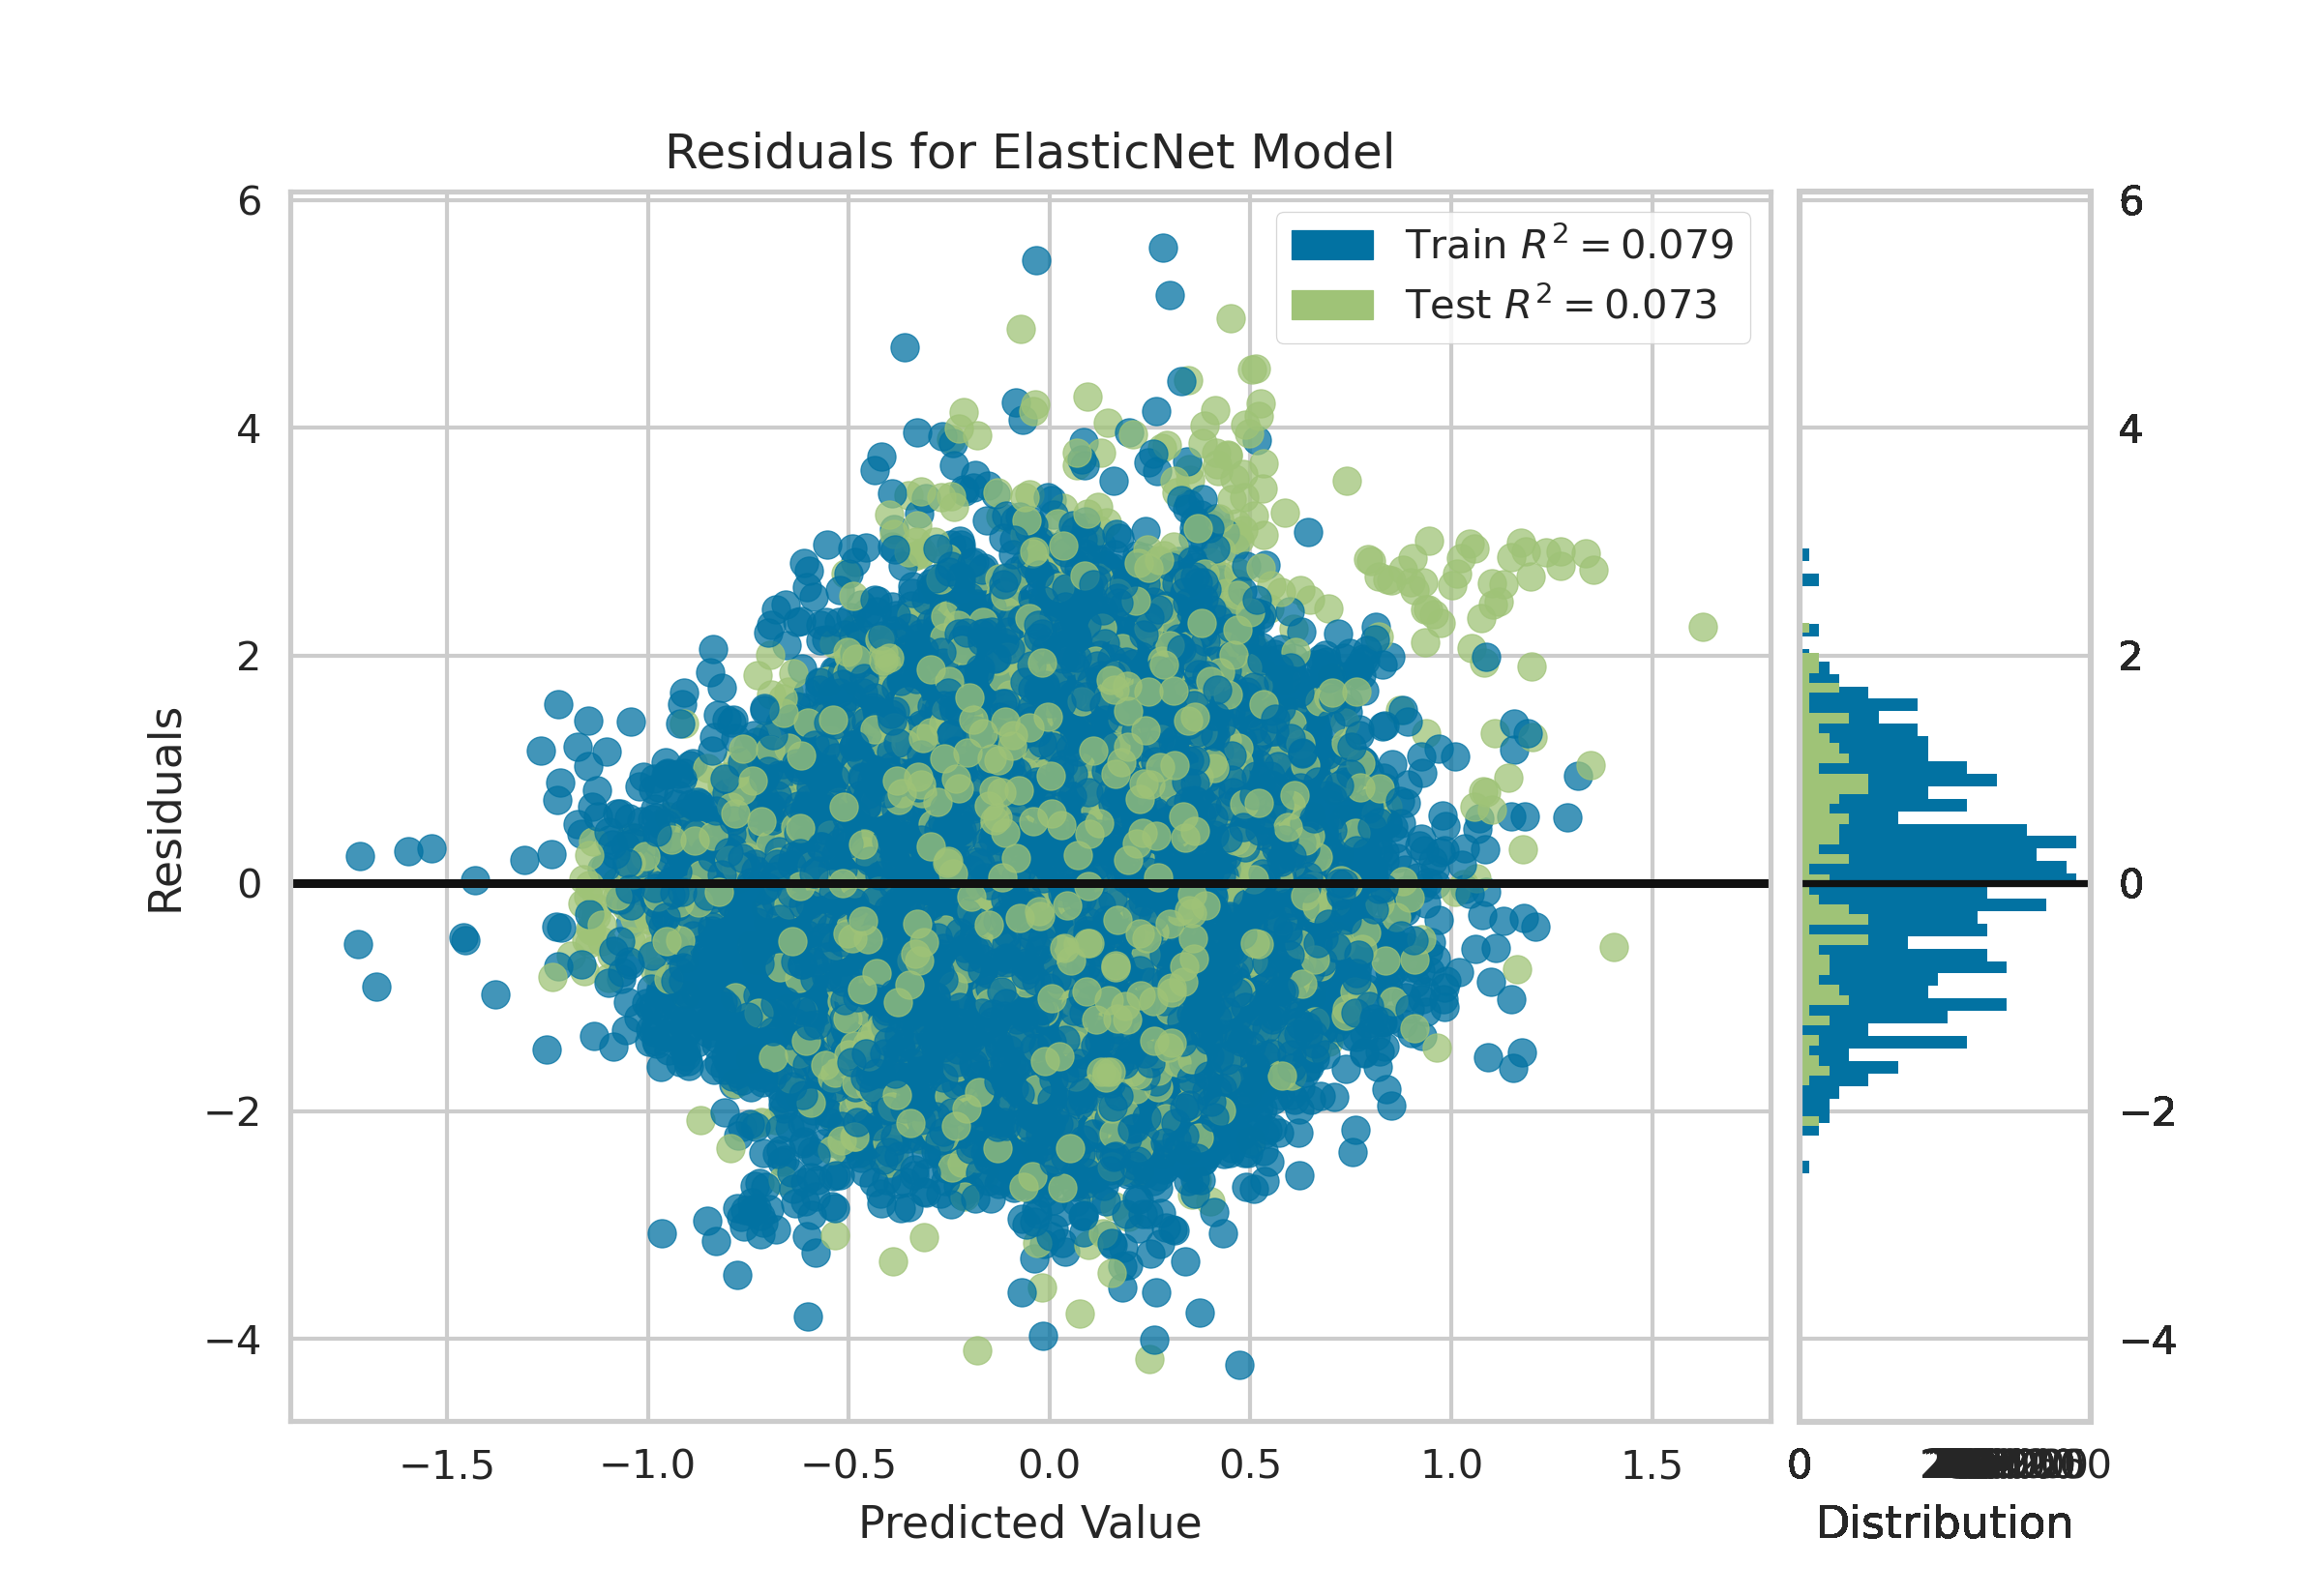 Residuals for ElasticNet Model
Train R² = 0.079
Test R² = 0.073
Residuals
6
4
2
0
−2
−4
−1.5 −1.0 −0.5 0.0 0.5 1.0 1.5
Predicted Value
6
4
2
0
−2
−4
0
Distribution